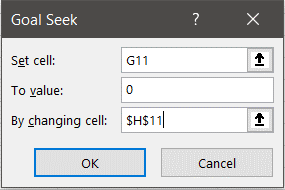 Goal Seek ? ×
Set cell: G11
To value: 0
By changing cell: $H$11
OK Cancel